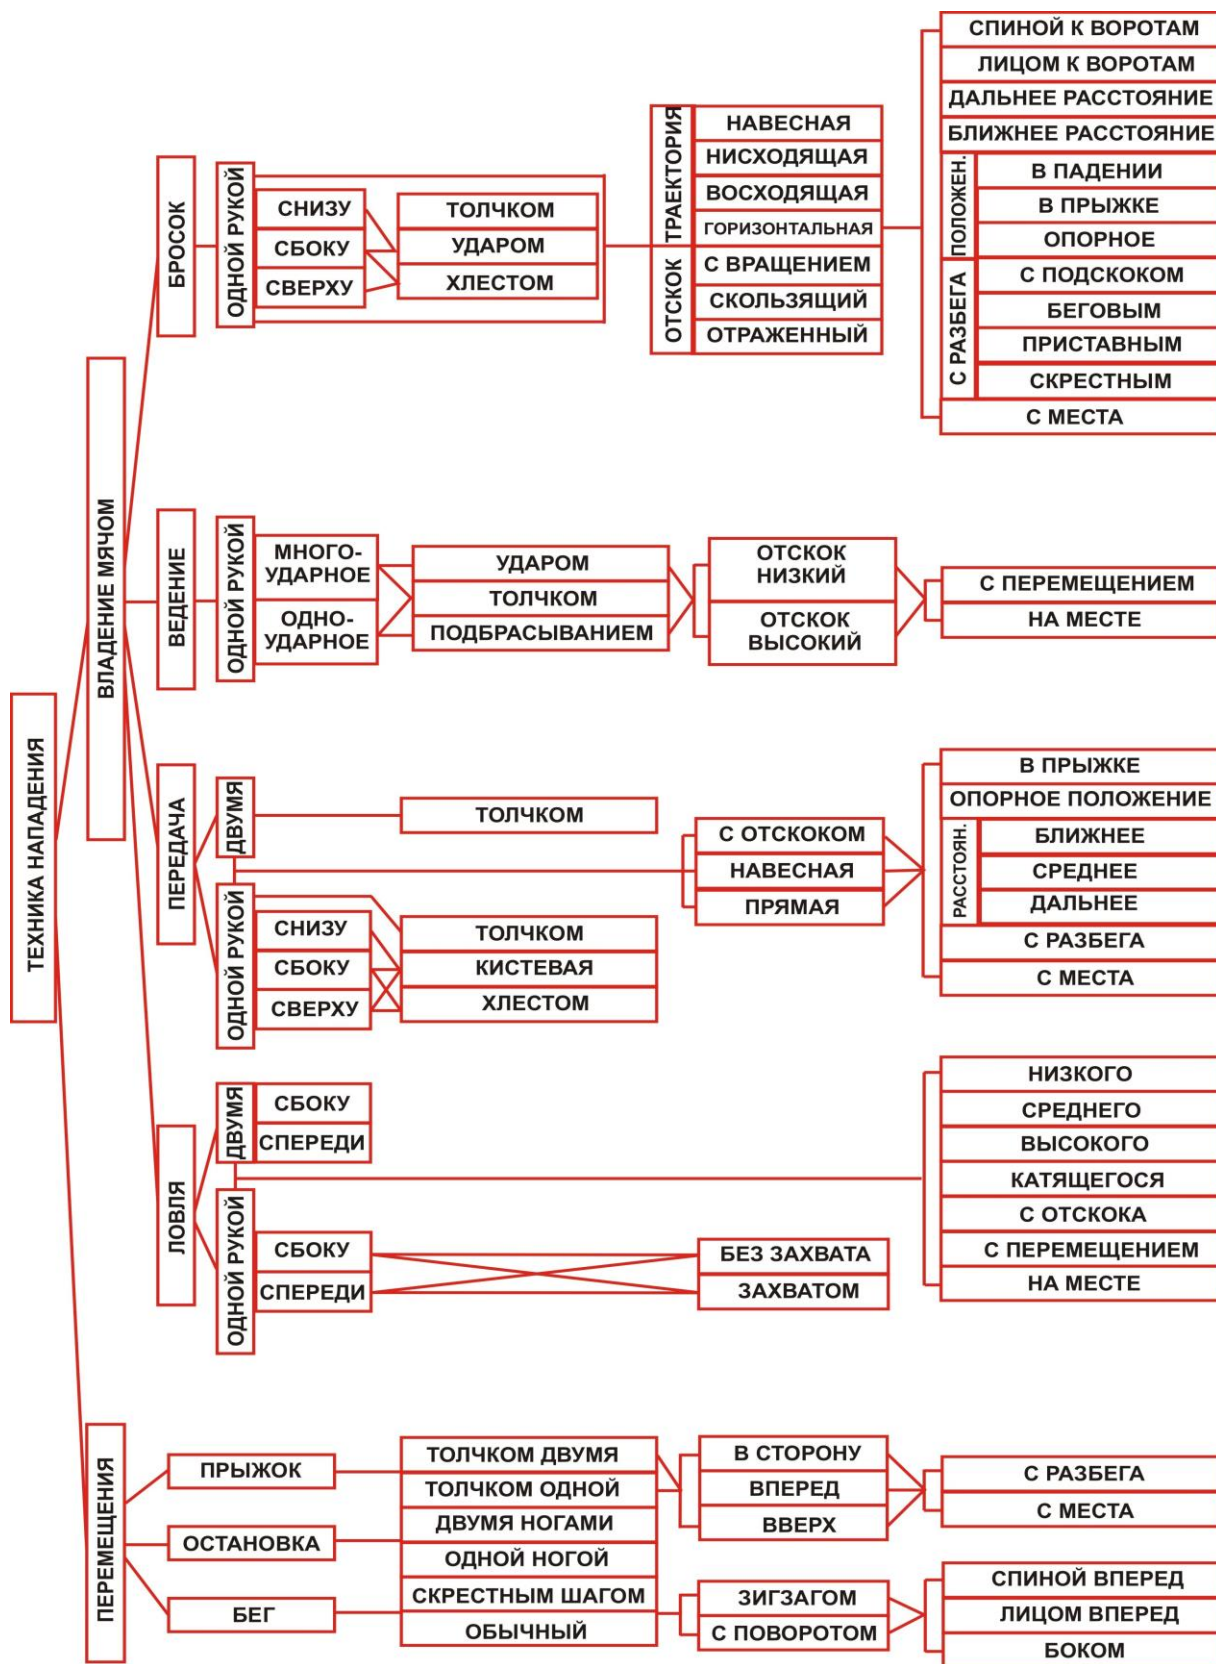 ТЕХНИКА НАПАДЕНИЯ
ВЛАДЕНИЕ МЯЧОМ
БРОСОК
ОДНОЙ РУКОЙ
СНИЗУ
СБОКУ
СВЕРХУ
ТОЛЧКОМ
УДАРОМ
ХЛЕСТОМ
ТРАЕКТОРИЯ
НАВЕСНАЯ
НИСХОДЯЩАЯ
ВОСХОДЯЩАЯ
ГОРИЗОНТАЛЬНАЯ
ОТСКОК
С ВРАЩЕНИЕМ
СКОЛЬЗЯЩИЙ
ОТРАЖЕННЫЙ
СПИНОЙ К ВОРОТАМ
ЛИЦОМ К ВОРОТАМ
ДАЛЬНЕЕ РАССТОЯНИЕ
БЛИЖНЕЕ РАССТОЯНИЕ
ПОЛОЖЕН.
В ПАДЕНИИ
В ПРЫЖКЕ
ОПОРНОЕ
С РАЗБЕГА
С ПОДСКОКОМ
БЕГОВЫМ
ПРИСТАВНЫМ
СКРЕСТНЫМ
С МЕСТА
ВЕДЕНИЕ
ОДНОЙ РУКОЙ
МНОГО-
УДАРНОЕ
ОДНО-
УДАРНОЕ
УДАРОМ
ТОЛЧКОМ
ПОДБРАСЫВАНИЕМ
ОТСКОК
НИЗКИЙ
ОТСКОК
ВЫСОКИЙ
С ПЕРЕМЕЩЕНИЕМ
НА МЕСТЕ
ПЕРЕДАЧА
ДВУМЯ
ТОЛЧКОМ
ОДНОЙ РУКОЙ
СНИЗУ
СБОКУ
СВЕРХУ
ТОЛЧКОМ
КИСТЕВАЯ
ХЛЕСТОМ
С ОТСКОКОМ
НАВЕСНАЯ
ПРЯМАЯ
В ПРЫЖКЕ
ОПОРНОЕ ПОЛОЖЕНИЕ
РАССТОЯН.
БЛИЖНЕЕ
СРЕДНЕЕ
ДАЛЬНЕЕ
С РАЗБЕГА
С МЕСТА
ЛОВЛЯ
ДВУМЯ
СБОКУ
СПЕРЕДИ
ОДНОЙ РУКОЙ
СБОКУ
СПЕРЕДИ
БЕЗ ЗАХВАТА
ЗАХВАТОМ
НИЗКОГО
СРЕДНЕГО
ВЫСОКОГО
КАТЯЩЕГОСЯ
С ОТСКОКА
С ПЕРЕМЕЩЕНИЕМ
НА МЕСТЕ
ПЕРЕМЕЩЕНИЯ
ПРЫЖОК
ОСТАНОВКА
БЕГ
ТОЛЧКОМ ДВУМЯ
ТОЛЧКОМ ОДНОЙ
ДВУМЯ НОГАМИ
ОДНОЙ НОГОЙ
СКРЕСТНЫМ ШАГОМ
ОБЫЧНЫЙ
В СТОРОНУ
ВПЕРЕД
ВВЕРХ
ЗИГЗАГОМ
С ПОВОРОТОМ
С РАЗБЕГА
С МЕСТА
СПИНОЙ ВПЕРЕД
ЛИЦОМ ВПЕРЕД
БОКОМ